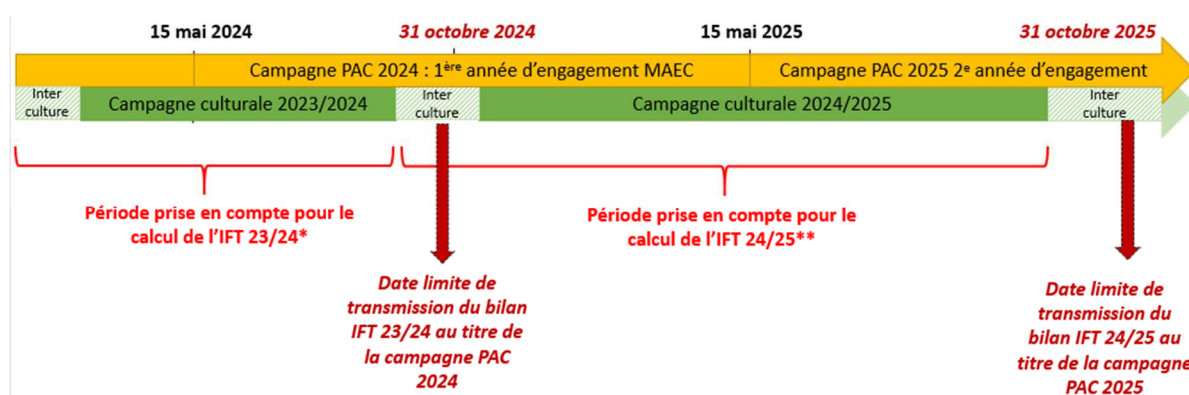 15 mai 2024
31 octobre 2024
15 mai 2025
31 octobre 2025
Campagne PAC 2024 : 1ère année d'engagement MAEC
Campagne PAC 2025 2e année d'engagement
Inter
culture
Campagne culturale 2023/2024
Inter
culture
Campagne culturale 2024/2025
Inter
culture
Période prise en compte pour le
calcul de l'IFT 23/24*
Période prise en compte pour le
calcul de l'IFT 24/25**
Date limite de
transmission du bilan
IFT 23/24 au titre de
la campagne PAC
2024
Date limite de
transmission du
bilan IFT 24/25 au
titre de la campagne
PAC 2025